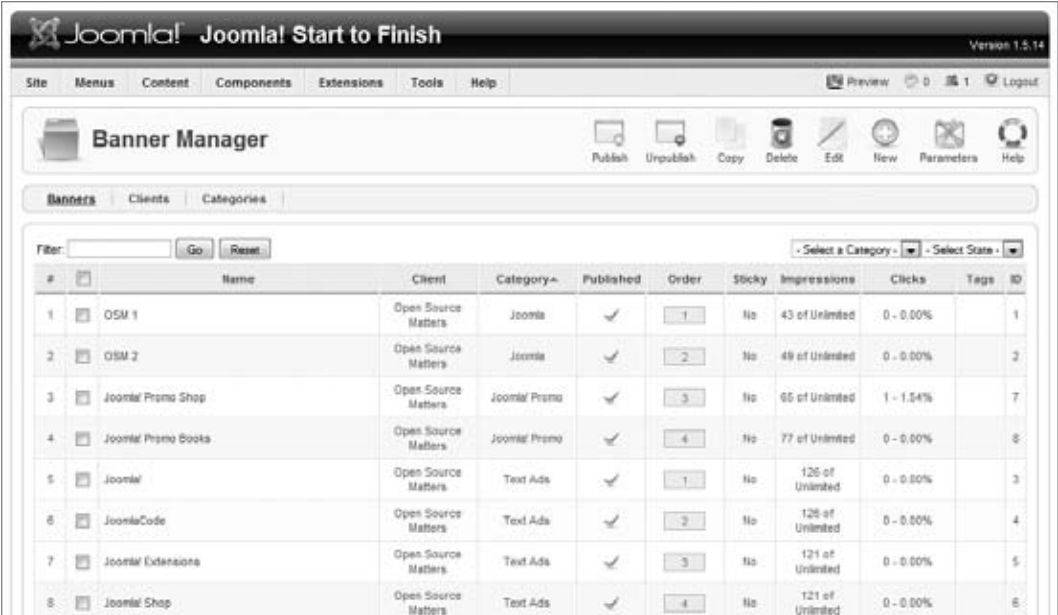 Joomla! Joomla! Start to Finish
Version 1.5.14
Site Menus Content Components Extensions Tools Help Preview 0 1 Logout
Banner Manager
Publish Unpublish Copy Delete Edit New Parameters Help
Banners Clients Categories
Filter: Go Reset - Select a Category - - Select State -
# Name Client Category Published Order Sticky Impressions Clicks Tags ID
1 OSM 1 Open Source Matters Joomla 1 No 43 of Unlimited 0 - 0.00% 1
2 OSM 2 Open Source Matters Joomla 2 No 49 of Unlimited 0 - 0.00% 2
3 Joomla! Promo Shop Open Source Matters Joomla! Promo 3 No 65 of Unlimited 1 - 1.54% 7
4 Joomla! Promo Books Open Source Matters Joomla! Promo 4 No 77 of Unlimited 0 - 0.00% 8
5 Joomla! Open Source Matters Text Ads 1 No 126 of Unlimited 0 - 0.00% 3
6 JoomlaCode Open Source Matters Text Ads 2 No 126 of Unlimited 0 - 0.00% 4
7 Joomla! Extensions Open Source Matters Text Ads 3 No 121 of Unlimited 0 - 0.00% 5
8 Joomla! Shop Open Source Matters Text Ads 4 No 121 of Unlimited 0 - 0.00% 6